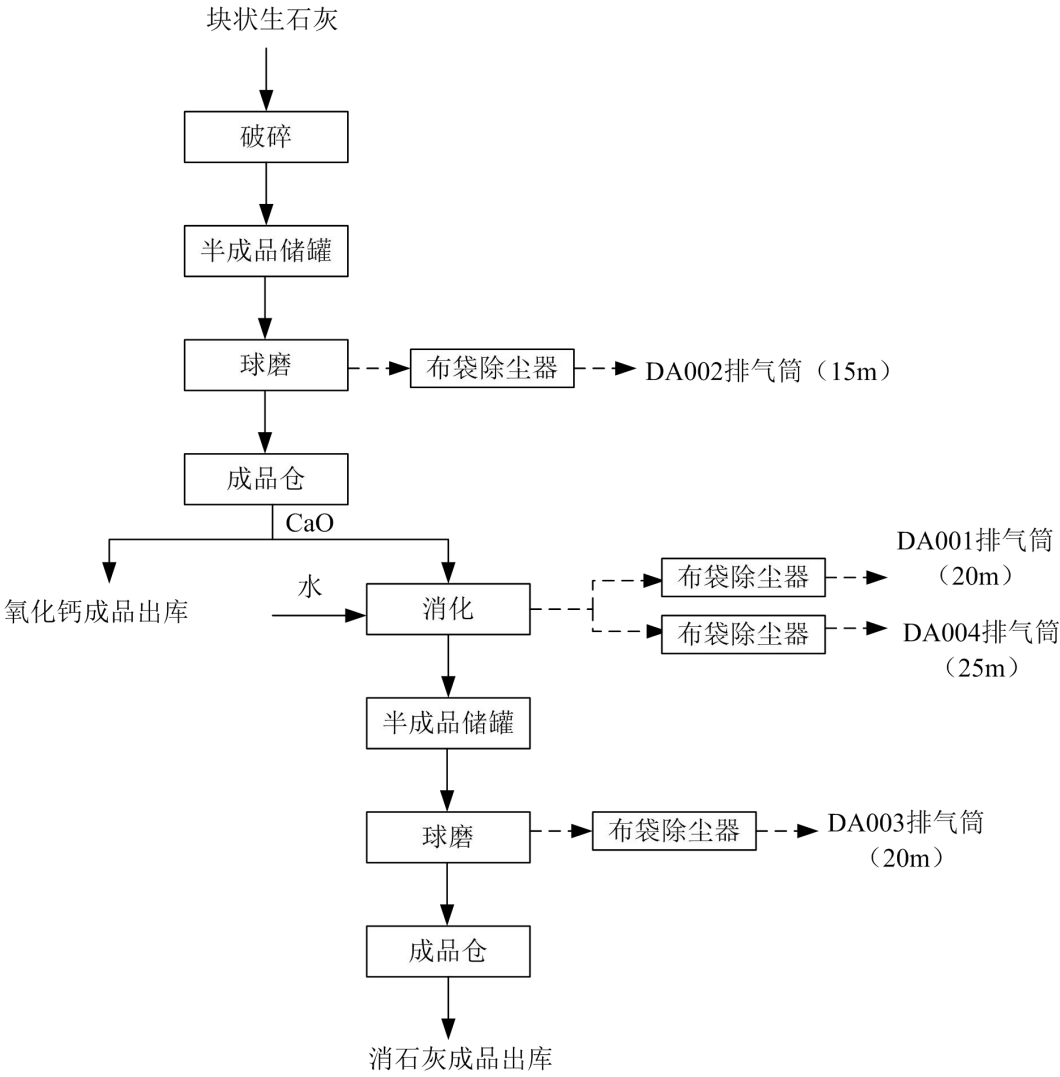 块状生石灰
破碎
半成品储罐
球磨
布袋除尘器
DA002排气筒（15m）
成品仓
CaO
氧化钙成品出库
水
消化
布袋除尘器
DA001排气筒
（20m）
布袋除尘器
DA004排气筒
（25m）
半成品储罐
球磨
布袋除尘器
DA003排气筒
（20m）
成品仓
消石灰成品出库